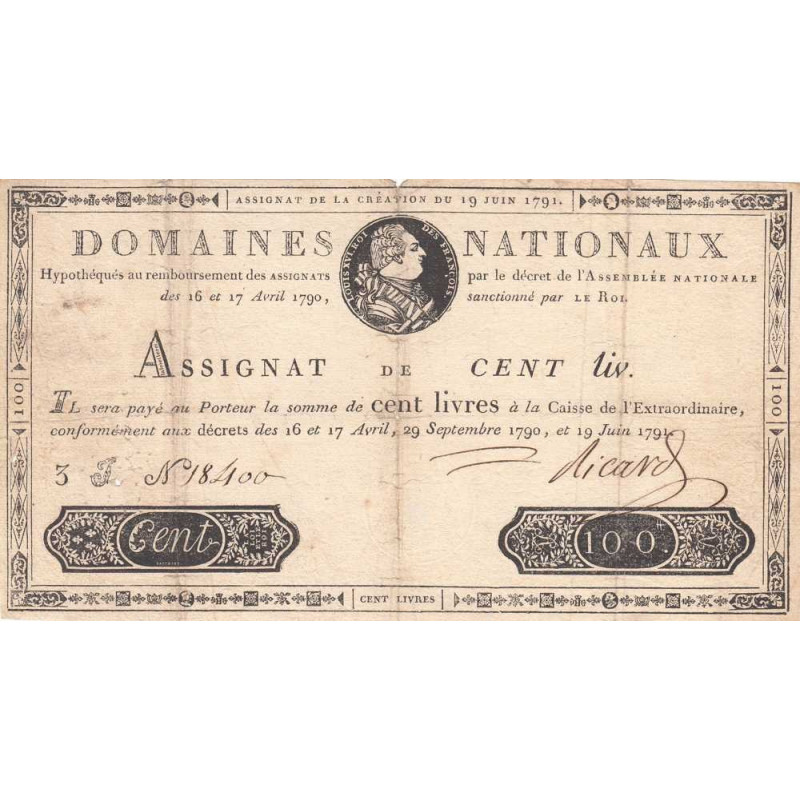 ASSIGNAT DE LA CRÉATION DU 19 JUIN 1791.
DOMAINES NATIONAUX
LOUIS XVI ROI DES FRANÇOIS
Hypothéqués au remboursement des ASSIGNATS par le décret de l'ASSEMBLÉE NATIONALE
des 16 et 17 Avril 1790, sanctionné par LE ROI.
ASSIGNAT DE CENT liv.
IL sera payé au Porteur la somme de cent livres à la Caisse de l'Extraordinaire,
conformément aux décrets des 16 et 17 Avril, 29 Septembre 1790, et 19 Juin 1791.
3 J. N.º 18400 Ricard
Cent 100.ᵗᵗ
100
100
CENT LIVRES